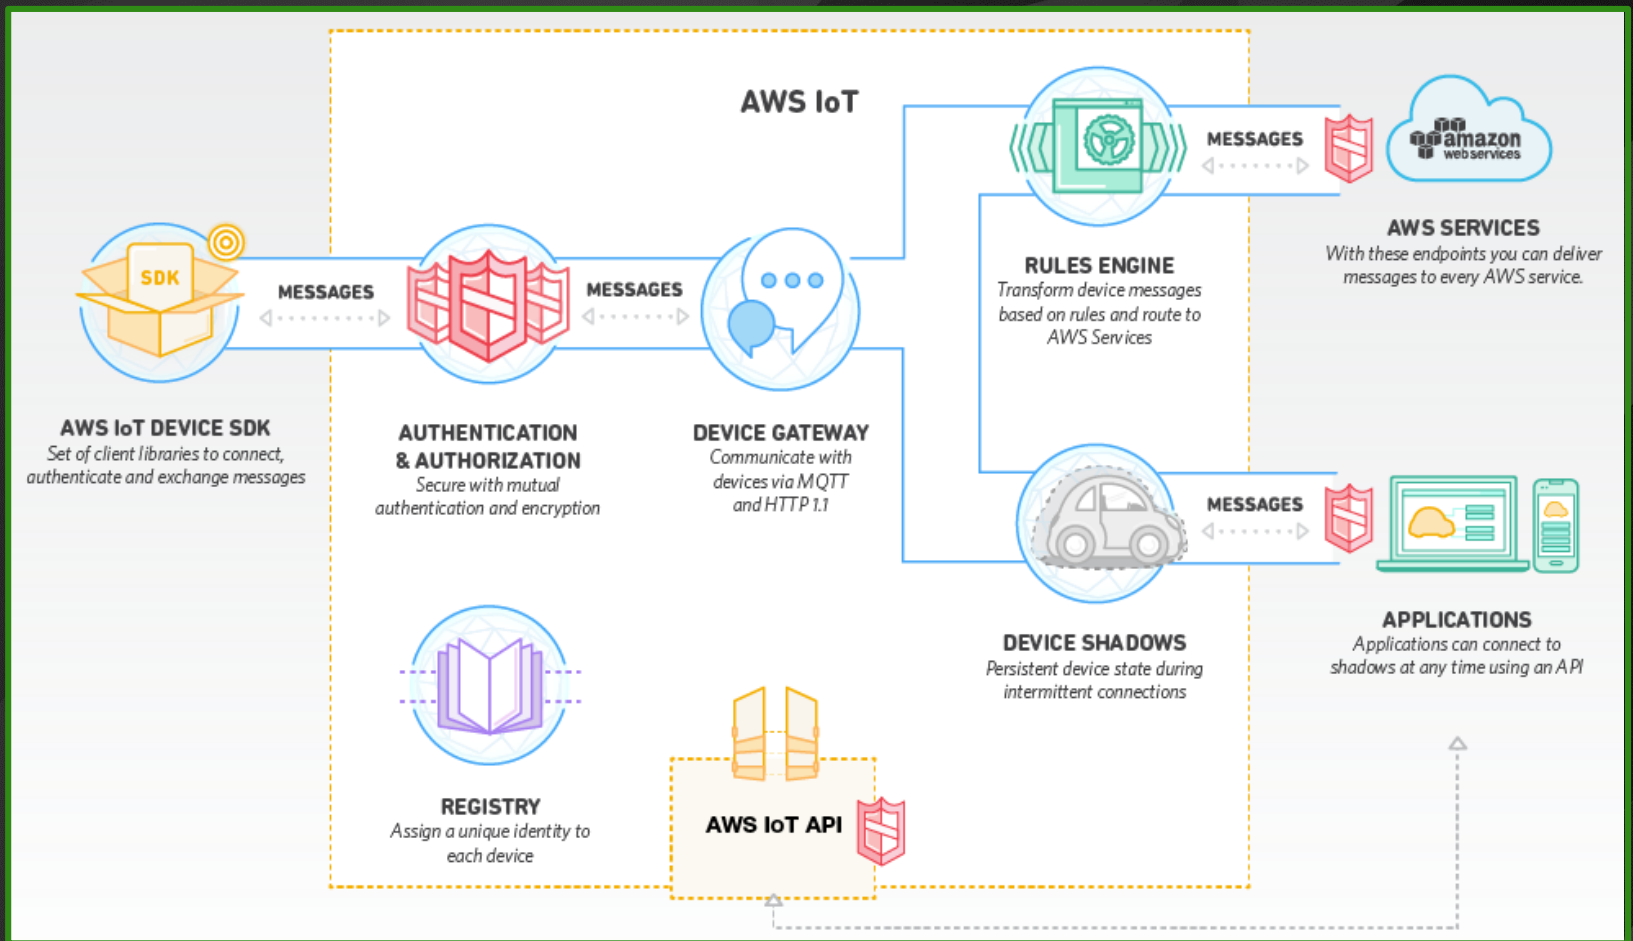 AWS IoT
SDK
MESSAGES
MESSAGES
MESSAGES
amazon
web services
AWS SERVICES
With these endpoints you can deliver
messages to every AWS service.
RULES ENGINE
Transform device messages
based on rules and route to
AWS Services
AWS IoT DEVICE SDK
Set of client libraries to connect,
authenticate and exchange messages
AUTHENTICATION
& AUTHORIZATION
Secure with mutual
authentication and encryption
DEVICE GATEWAY
Communicate with
devices via MQTT
and HTTP 1.1
MESSAGES
DEVICE SHADOWS
Persistent device state during
intermittent connections
APPLICATIONS
Applications can connect to
shadows at any time using an API
REGISTRY
Assign a unique identity to
each device
AWS IoT API